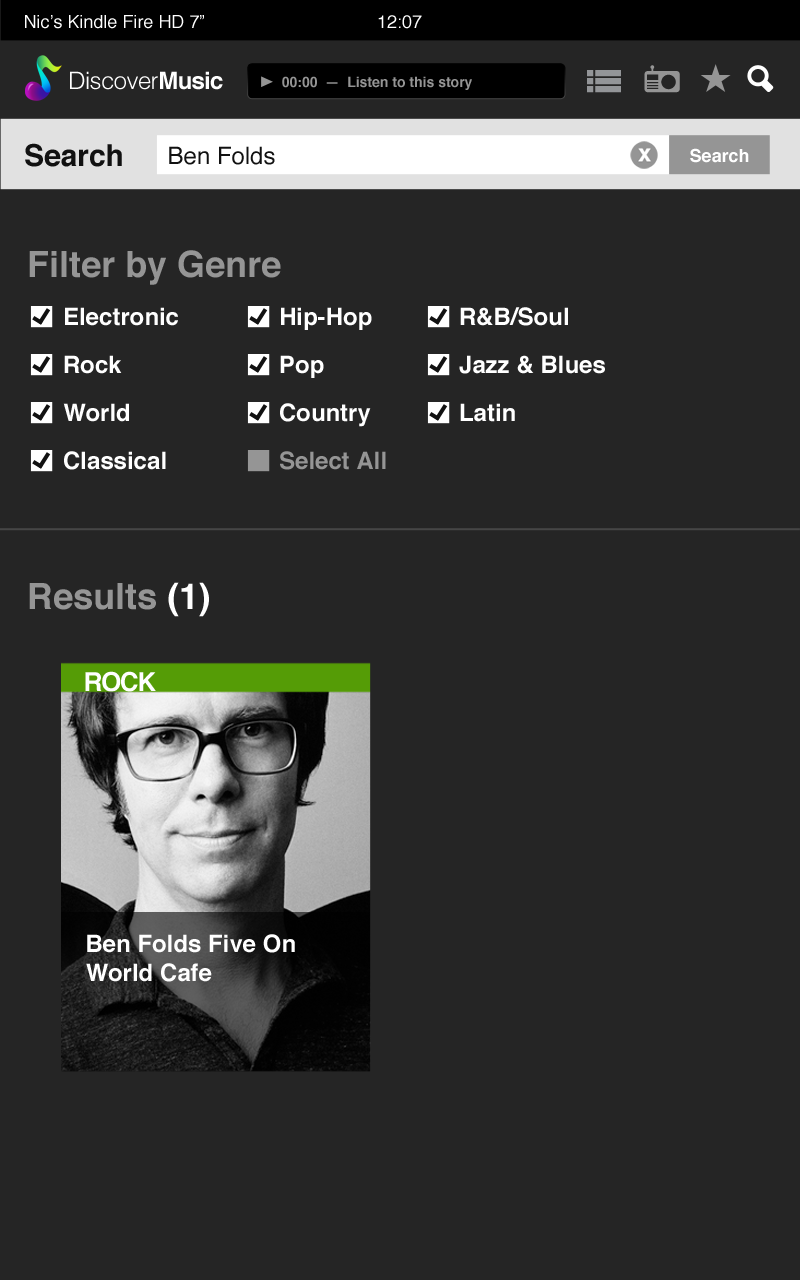 Nic’s Kindle Fire HD 7” 12:07
DiscoverMusic 00:00 — Listen to this story
Search Ben Folds X Search
Filter by Genre
Electronic Hip-Hop R&B/Soul
Rock Pop Jazz & Blues
World Country Latin
Classical Select All
Results (1)
ROCK
Ben Folds Five On
World Cafe